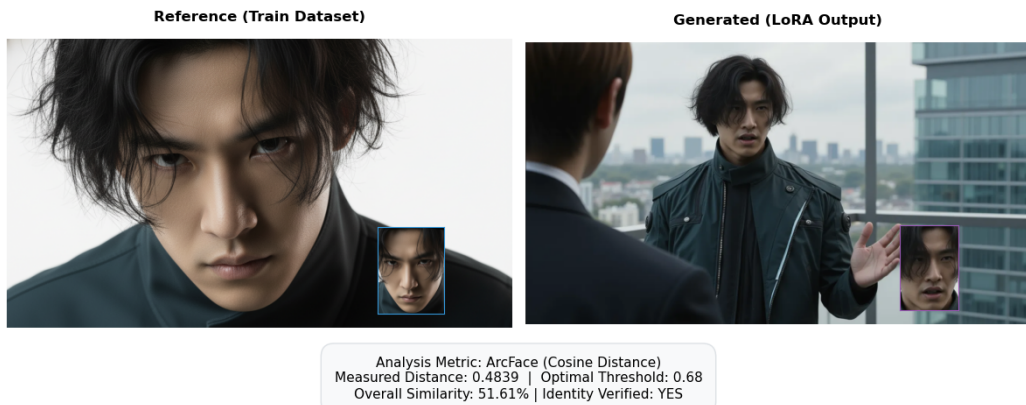 Reference (Train Dataset)
Generated (LoRA Output)
Analysis Metric: ArcFace (Cosine Distance)
Measured Distance: 0.4839 | Optimal Threshold: 0.68
Overall Similarity: 51.61% | Identity Verified: YES